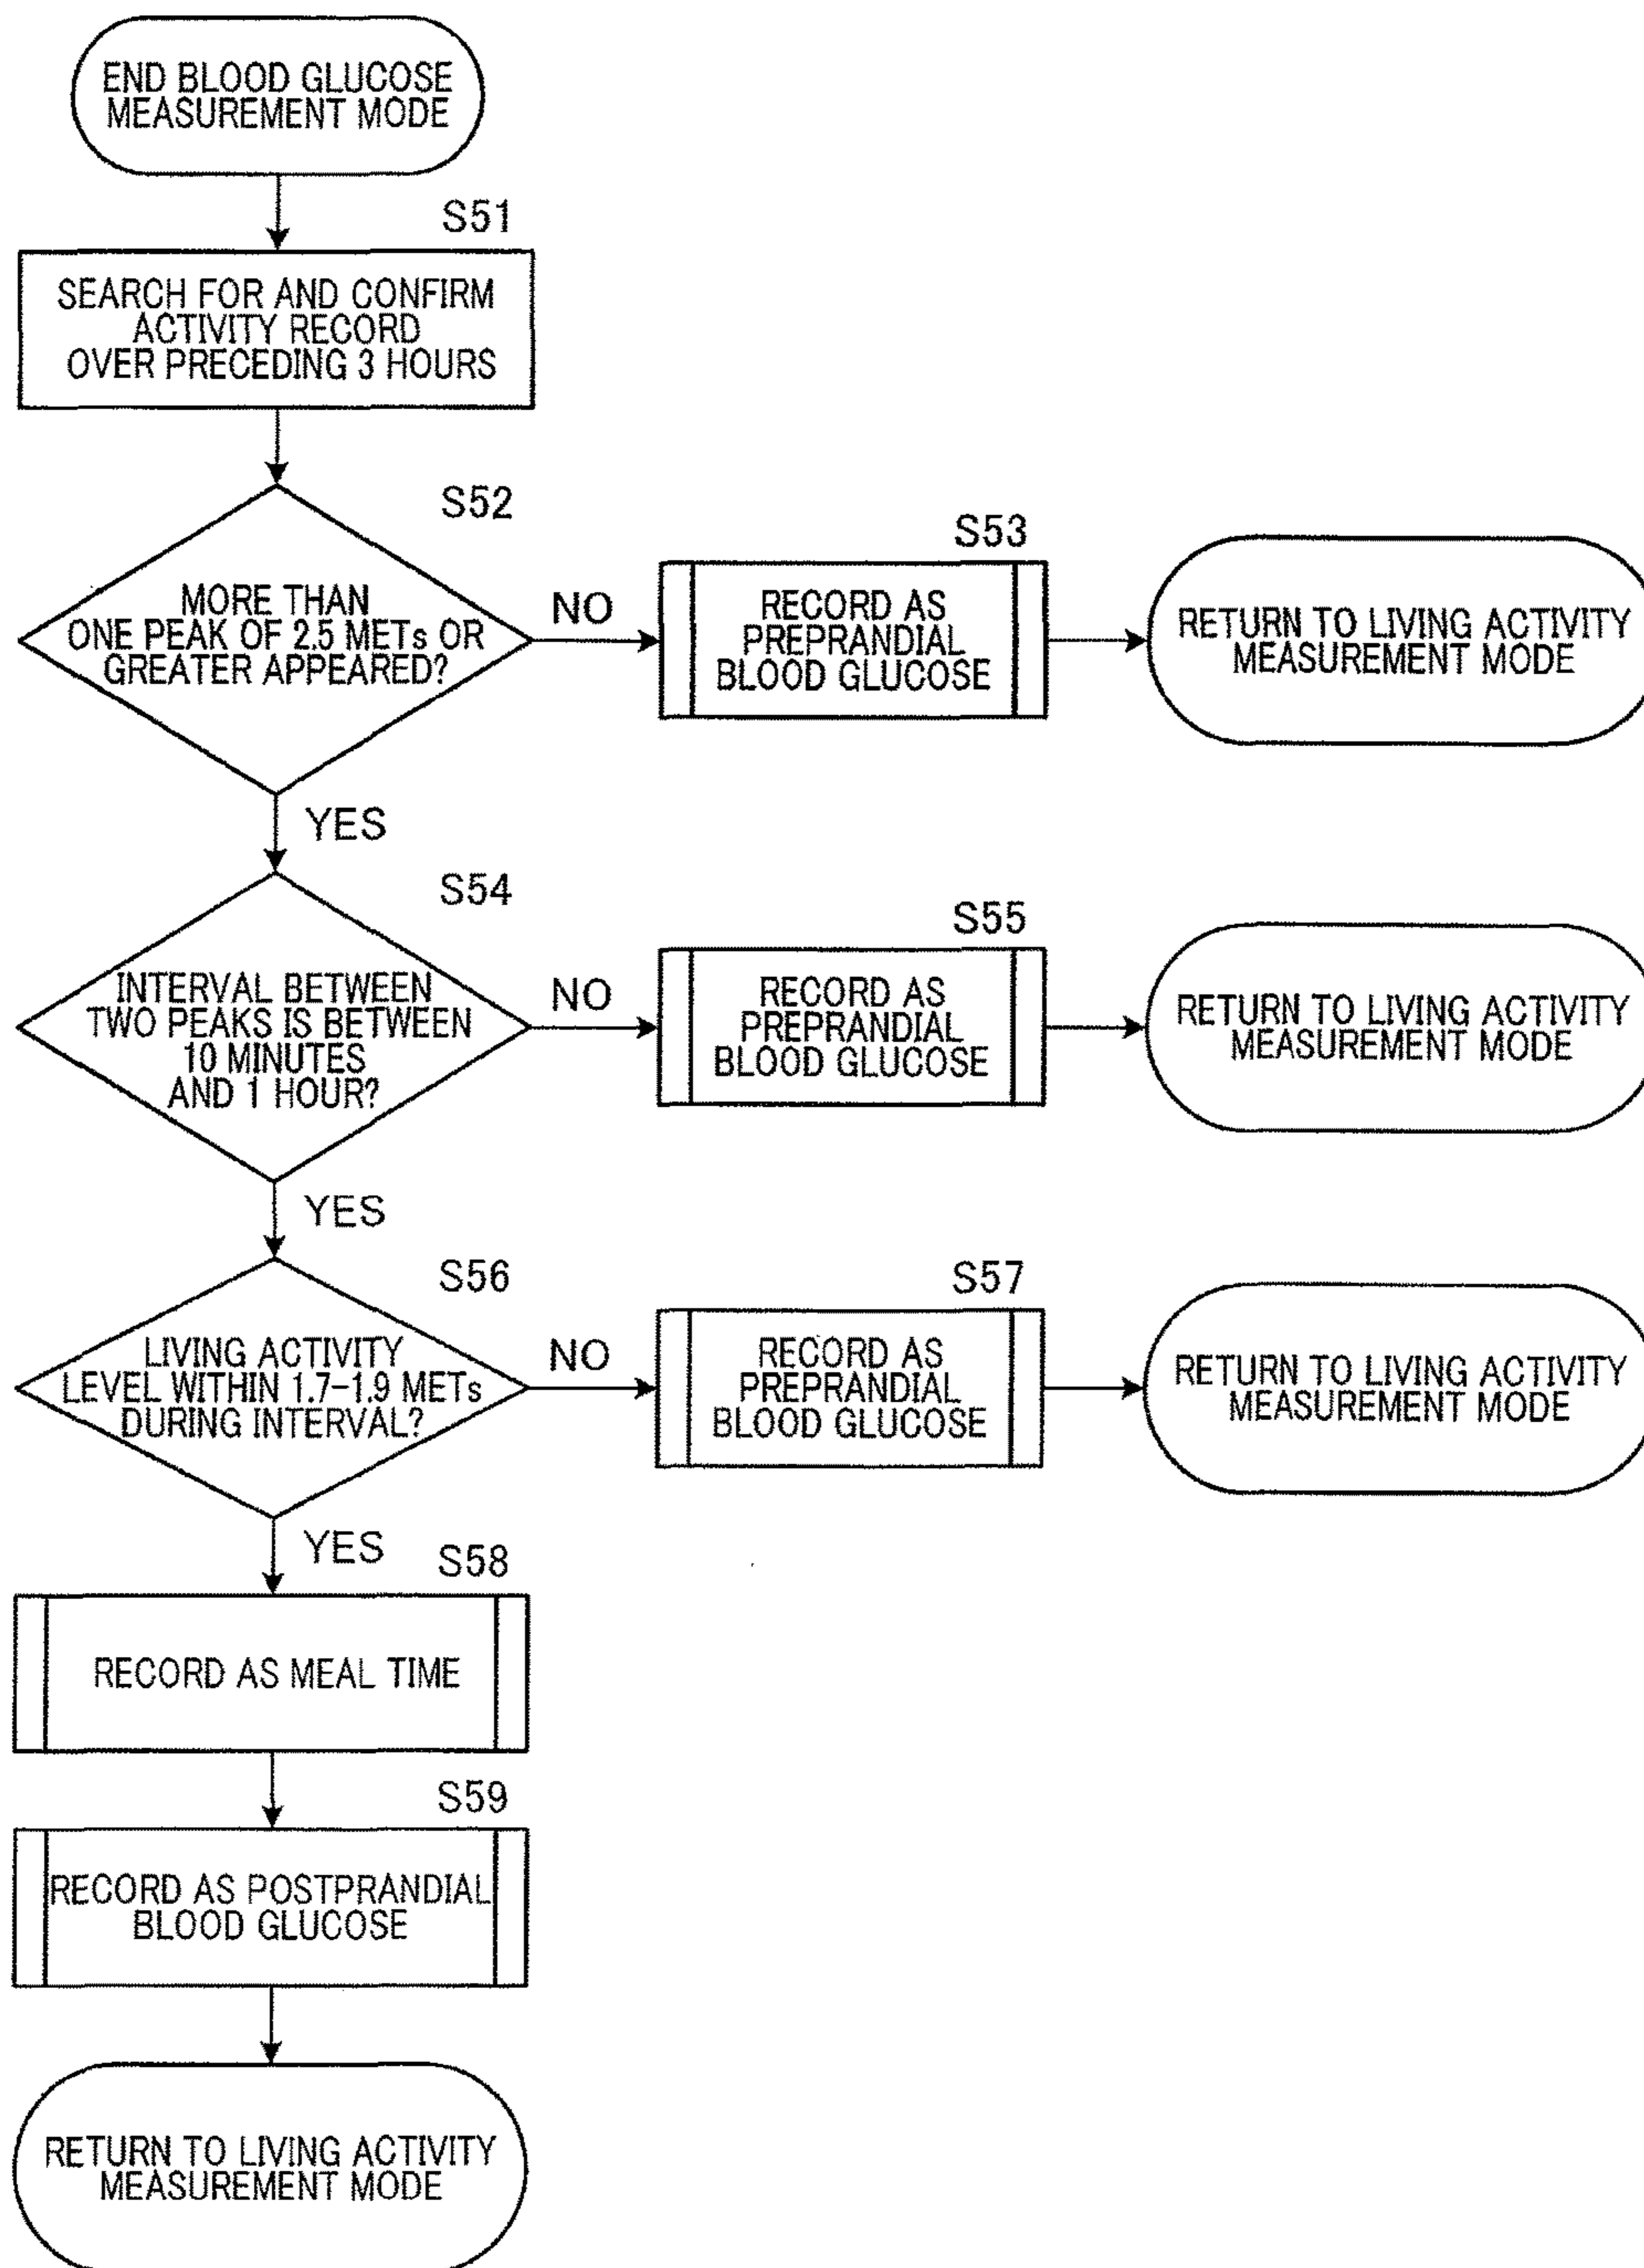 END BLOOD GLUCOSE
MEASUREMENT MODE
S51
SEARCH FOR AND CONFIRM
ACTIVITY RECORD
OVER PRECEDING 3 HOURS
S52
MORE THAN
ONE PEAK OF 2.5 METs OR
GREATER APPEARED?
NO
S53
RECORD AS
PREPRANDIAL
BLOOD GLUCOSE
RETURN TO LIVING ACTIVITY
MEASUREMENT MODE
YES
S54
INTERVAL BETWEEN
TWO PEAKS IS BETWEEN
10 MINUTES
AND 1 HOUR?
NO
S55
RECORD AS
PREPRANDIAL
BLOOD GLUCOSE
RETURN TO LIVING ACTIVITY
MEASUREMENT MODE
YES
S56
LIVING ACTIVITY
LEVEL WITHIN 1.7-1.9 METs
DURING INTERVAL?
NO
S57
RECORD AS
PREPRANDIAL
BLOOD GLUCOSE
RETURN TO LIVING ACTIVITY
MEASUREMENT MODE
YES
S58
RECORD AS MEAL TIME
S59
RECORD AS POSTPRANDIAL
BLOOD GLUCOSE
RETURN TO LIVING ACTIVITY
MEASUREMENT MODE